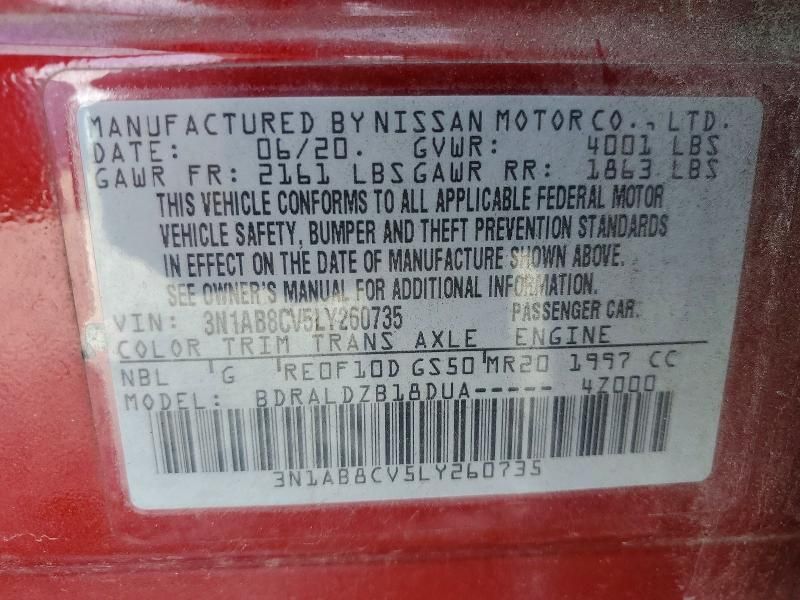 MANUFACTURED BY NISSAN MOTOR CO., LTD.
DATE: 06/20. GVWR: 4001 LBS
GAWR FR: 2161 LBS GAWR RR: 1863 LBS
THIS VEHICLE CONFORMS TO ALL APPLICABLE FEDERAL MOTOR
VEHICLE SAFETY, BUMPER AND THEFT PREVENTION STANDARDS
IN EFFECT ON THE DATE OF MANUFACTURE SHOWN ABOVE.
SEE OWNER'S MANUAL FOR ADDITIONAL INFORMATION.
VIN: 3N1AB8CV5LY260735 PASSENGER CAR.
COLOR TRIM TRANS AXLE ENGINE
NBL G RE0F10D GS50 MR20 1997 CC
MODEL: BDRALDZB18DUA----- 4Z000
3N1AB8CV5LY260735